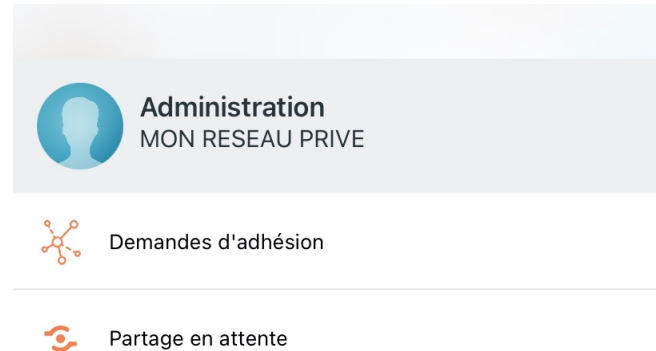 Administration
MON RESEAU PRIVE
Demandes d'adhésion
Partage en attente